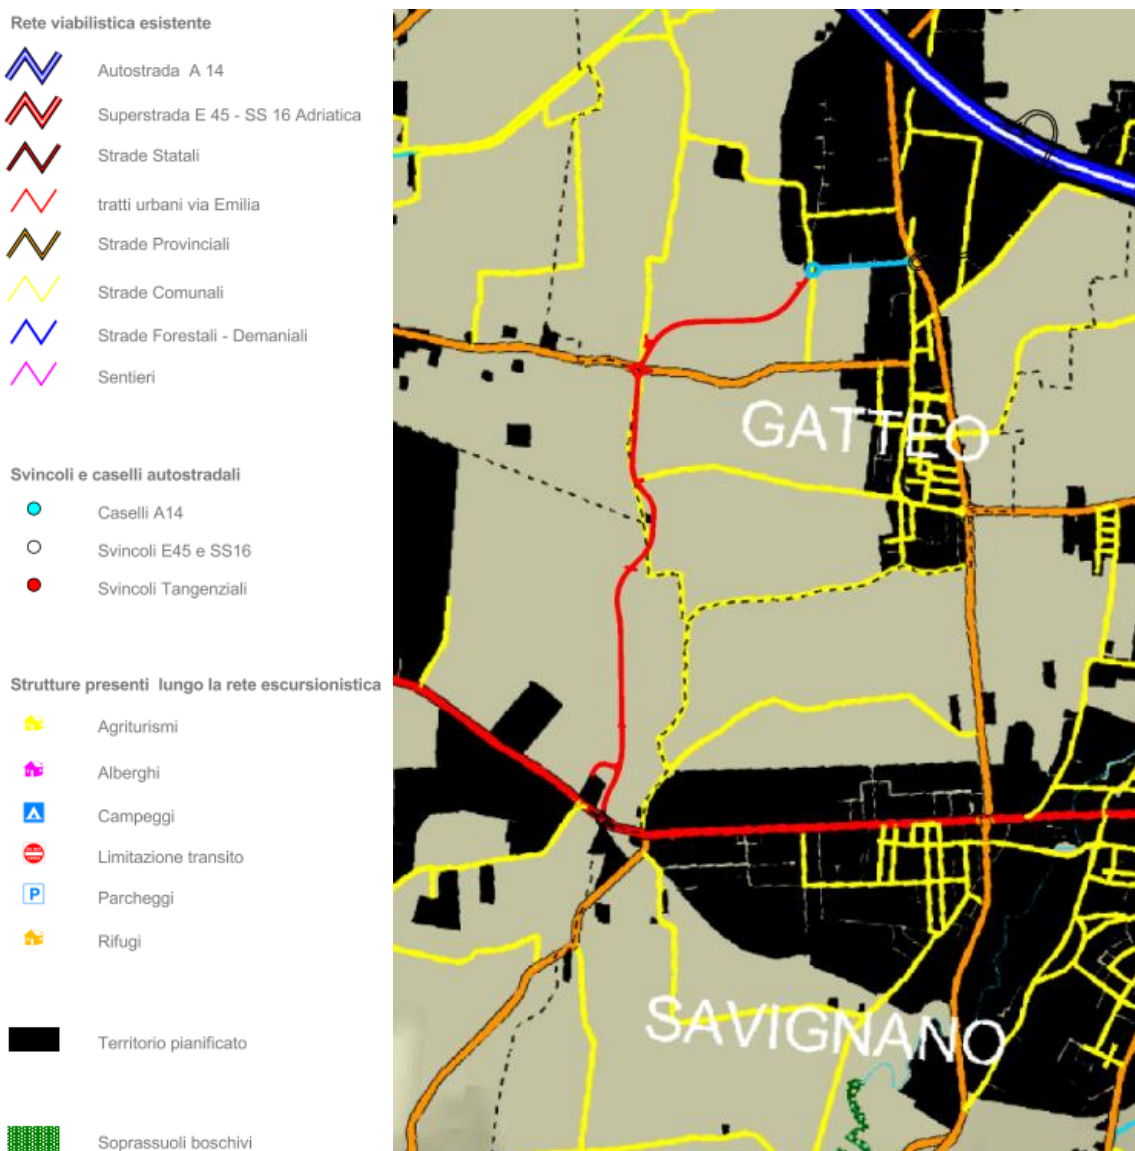 Rete viabilistica esistente
Autostrada A 14
Superstrada E 45 - SS 16 Adriatica
Strade Statali
tratti urbani via Emilia
Strade Provinciali
Strade Comunali
Strade Forestali - Demaniali
Sentieri
Svincoli e caselli autostradali
Caselli A14
Svincoli E45 e SS16
Svincoli Tangenziali
Strutture presenti lungo la rete escursionistica
Agriturismi
Alberghi
Campeggi
Limitazione transito
P Parcheggi
Rifugi
Territorio pianificato
Soprassuoli boschivi
GATTEO
SAVIGNANO